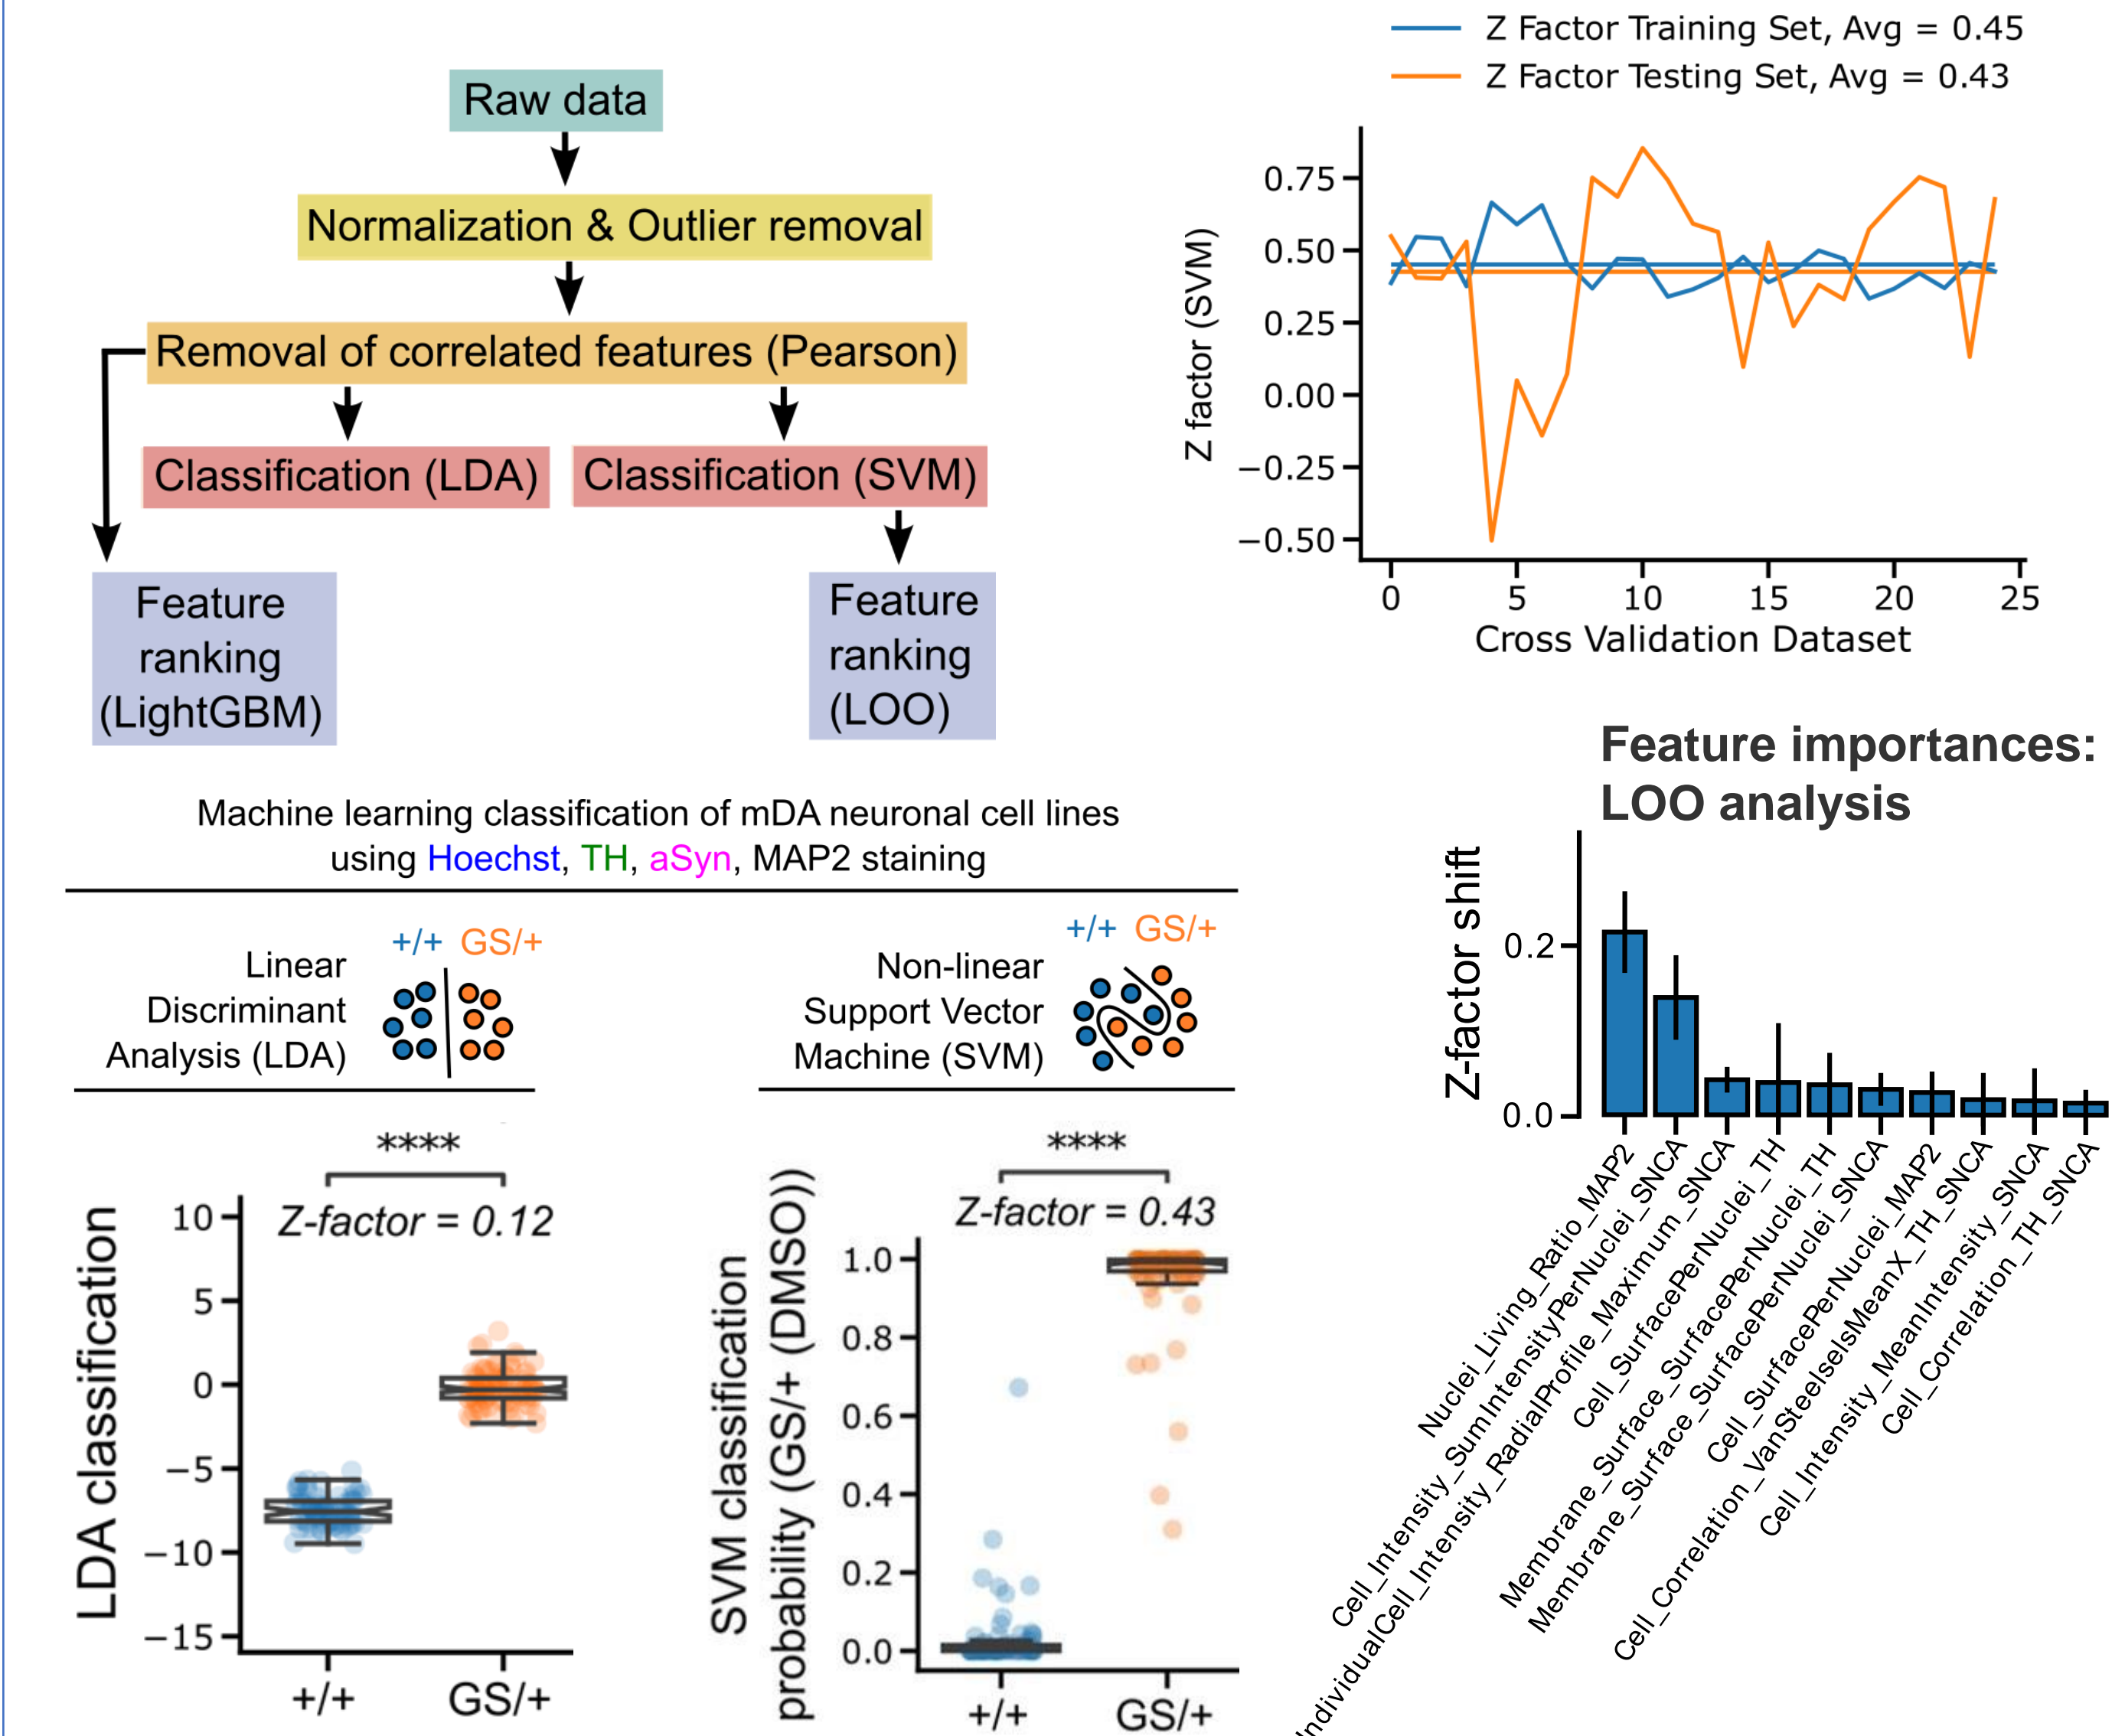 Raw data
Normalization & Outlier removal
Removal of correlated features (Pearson)
Classification (LDA)
Classification (SVM)
Feature
ranking
(LightGBM)
Feature
ranking
(LOO)
Z Factor Training Set, Avg = 0.45
Z Factor Testing Set, Avg = 0.43
Z factor (SVM)
0.75
0.50
0.25
0.00
−0.25
−0.50
0 5 10 15 20 25
Cross Validation Dataset
Machine learning classification of mDA neuronal cell lines
using Hoechst, TH, aSyn, MAP2 staining
Linear
Discriminant
Analysis (LDA)
+/+ GS/+
Non-linear
Support Vector
Machine (SVM)
+/+ GS/+
****
Z-factor = 0.12
LDA classification
10
5
0
−5
−10
−15
+/+ GS/+
****
Z-factor = 0.43
SVM classification
probability (GS/+ (DMSO))
1.0
0.8
0.6
0.4
0.2
0.0
+/+ GS/+
Feature importances:
LOO analysis
Z-factor shift
0.2
0.0
Nuclei_Living_Ratio_MAP2
Cell_Intensity_SumIntensityPerNuclei_SNCA
IndividualCell_Intensity_RadialProfile_Maximum_SNCA
Cell_SurfacePerNuclei_TH
Membrane_Surface_SurfacePerNuclei_TH
Membrane_Surface_SurfacePerNuclei_SNCA
Cell_SurfacePerNuclei_MAP2
Cell_Correlation_VanSteelselsMeanX_TH_SNCA
Cell_Intensity_MeanIntensity_SNCA
Cell_Correlation_TH_SNCA